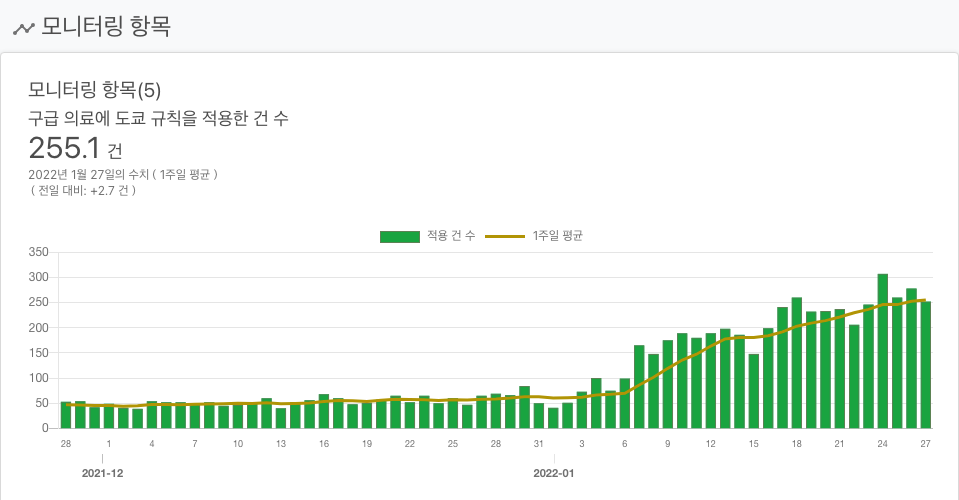 모니터링 항목
모니터링 항목(5)
구급 의료에 도쿄 규칙을 적용한 건 수
255.1 건
2022년 1월 27일의 수치 ( 1주일 평균 )
( 전일 대비: +2.7 건 )
적용 건 수 1주일 평균
350
300
250
200
150
100
50
0
28 1 4 7 10 13 16 19 22 25 28 31 3 6 9 12 15 18 21 24 27
2021-12 2022-01